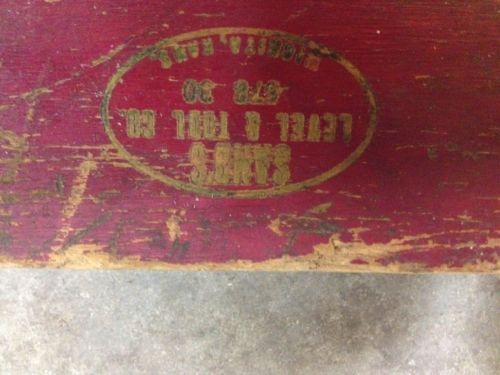 SANDS
LEVEL & TOOL CO
WICHITA KANS